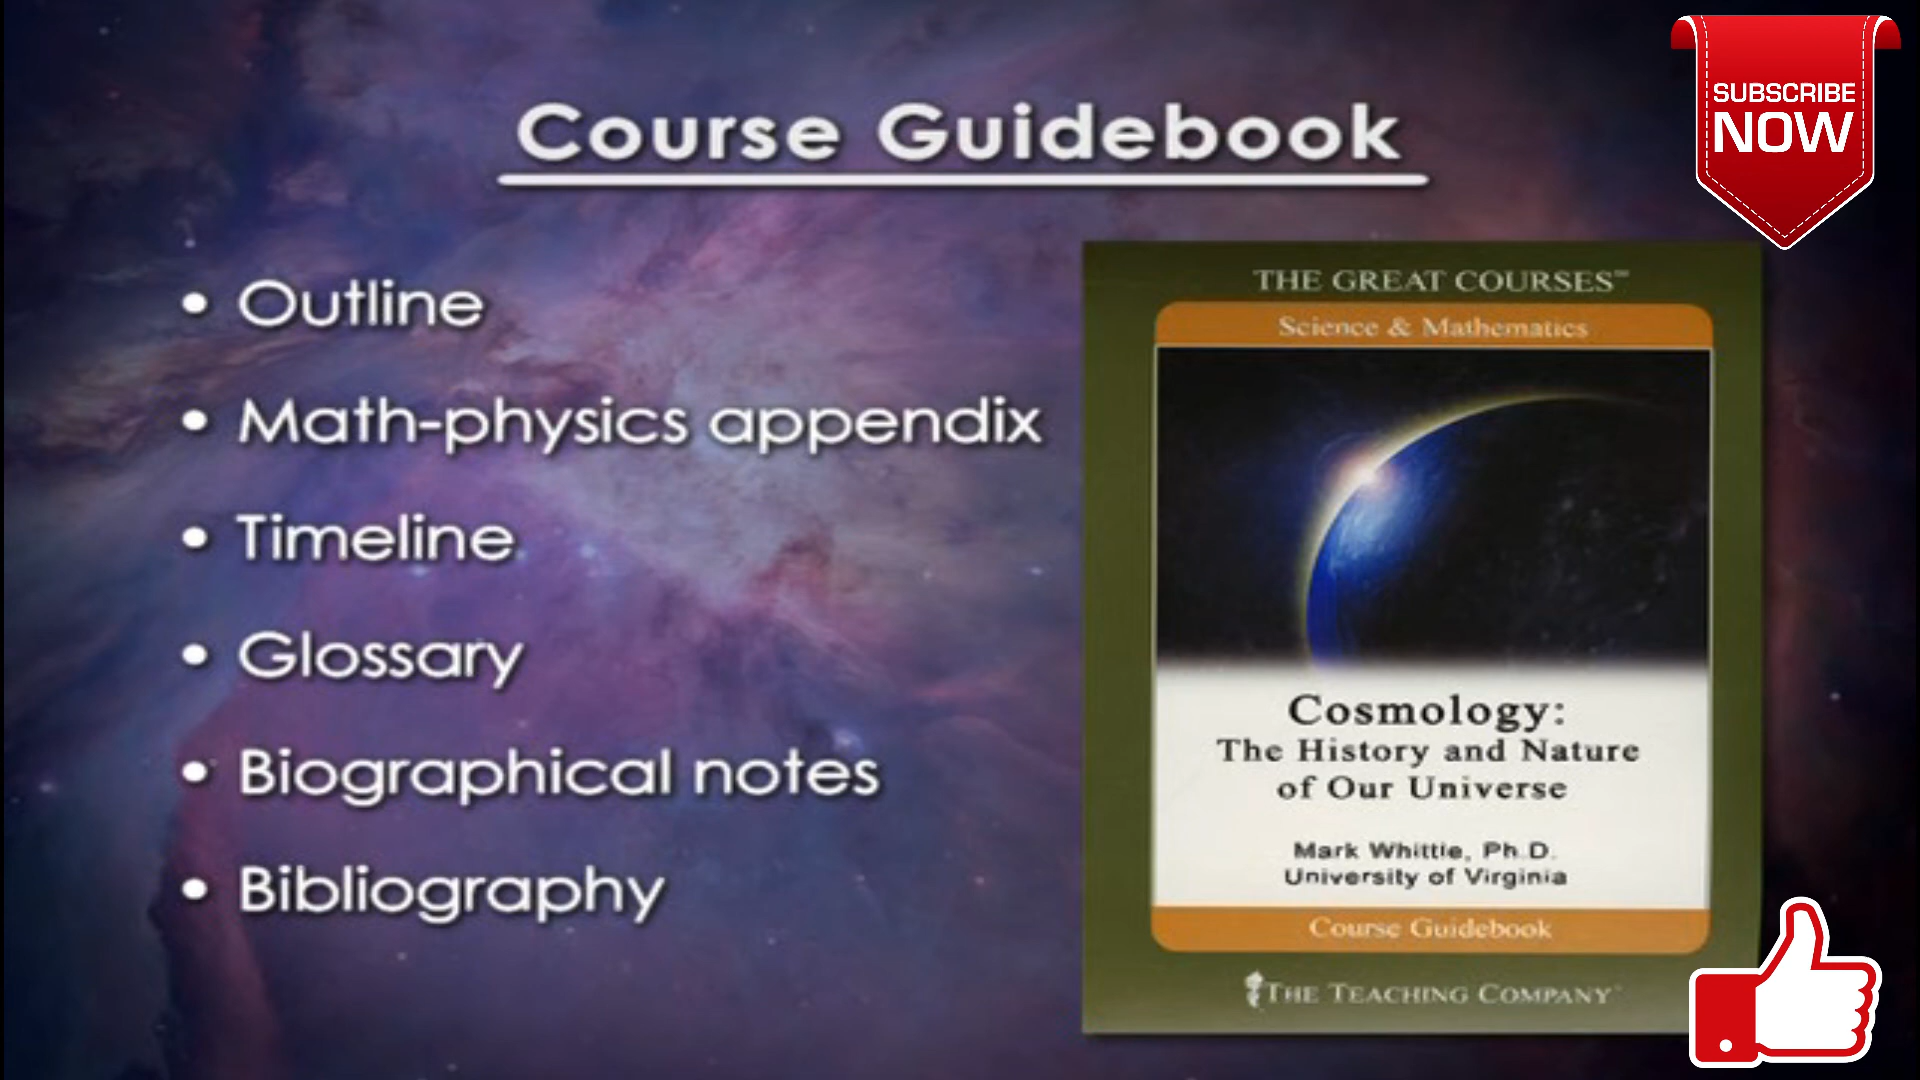 Course Guidebook
• Outline
• Math-physics appendix
• Timeline
• Glossary
• Biographical notes
• Bibliography
SUBSCRIBE
NOW
THE GREAT COURSES℠
Science & Mathematics
Cosmology:
The History and Nature
of Our Universe
Mark Whittle, Ph.D.
University of Virginia
Course Guidebook
THE TEACHING COMPANY